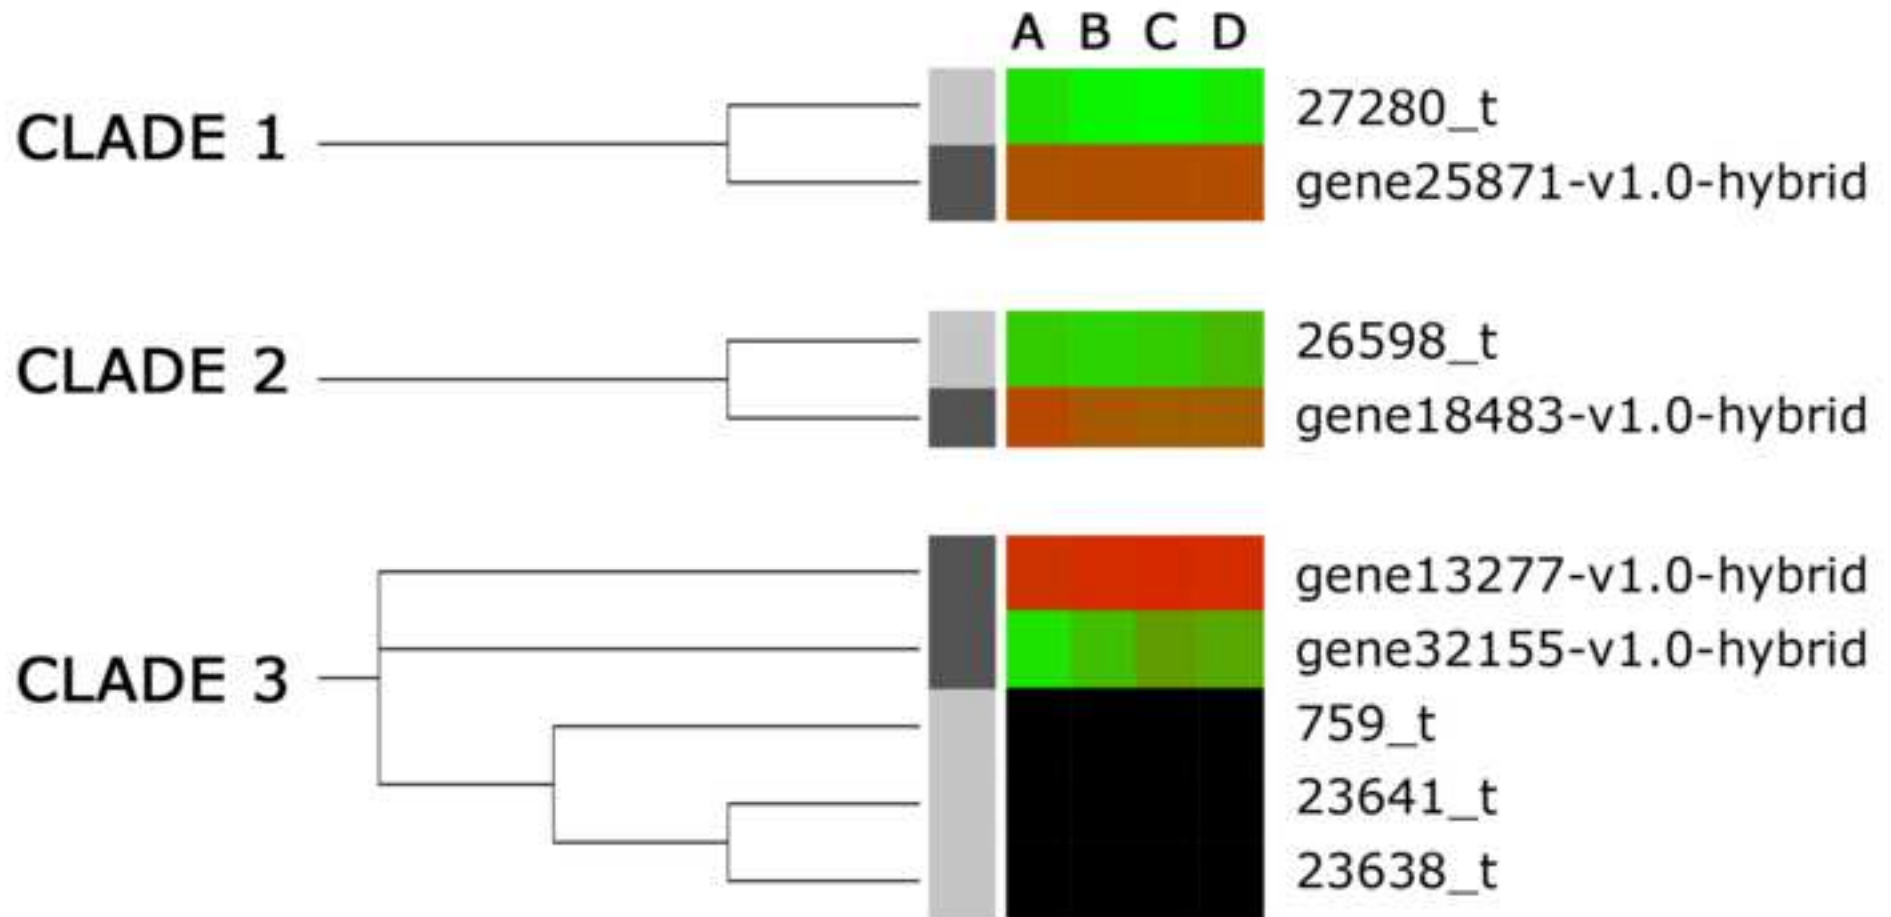 A B C D
CLADE 1
27280_t
gene25871-v1.0-hybrid
CLADE 2
26598_t
gene18483-v1.0-hybrid
CLADE 3
gene13277-v1.0-hybrid
gene32155-v1.0-hybrid
759_t
23641_t
23638_t